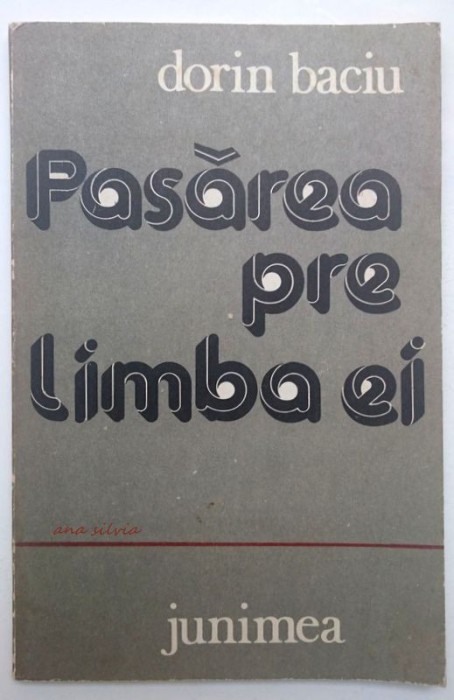 dorin baciu
Pasărea
pre
limba ei
ana silvia
junimea